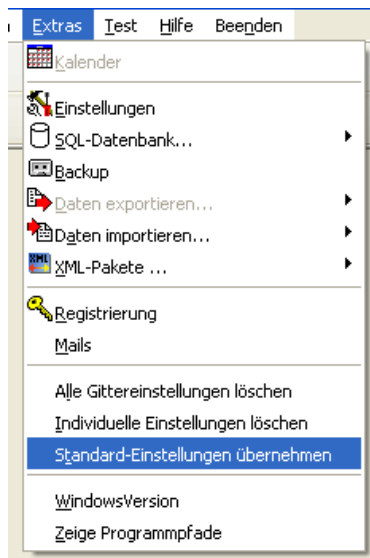 Extras Test Hilfe Beenden
Kalender
Einstellungen
SQL-Datenbank...
Backup
Daten exportieren...
Daten importieren...
XML XML-Pakete ...
Registrierung
Mails
Alle Gittereinstellungen löschen
Individuelle Einstellungen löschen
Standard-Einstellungen übernehmen
WindowsVersion
Zeige Programmpfade